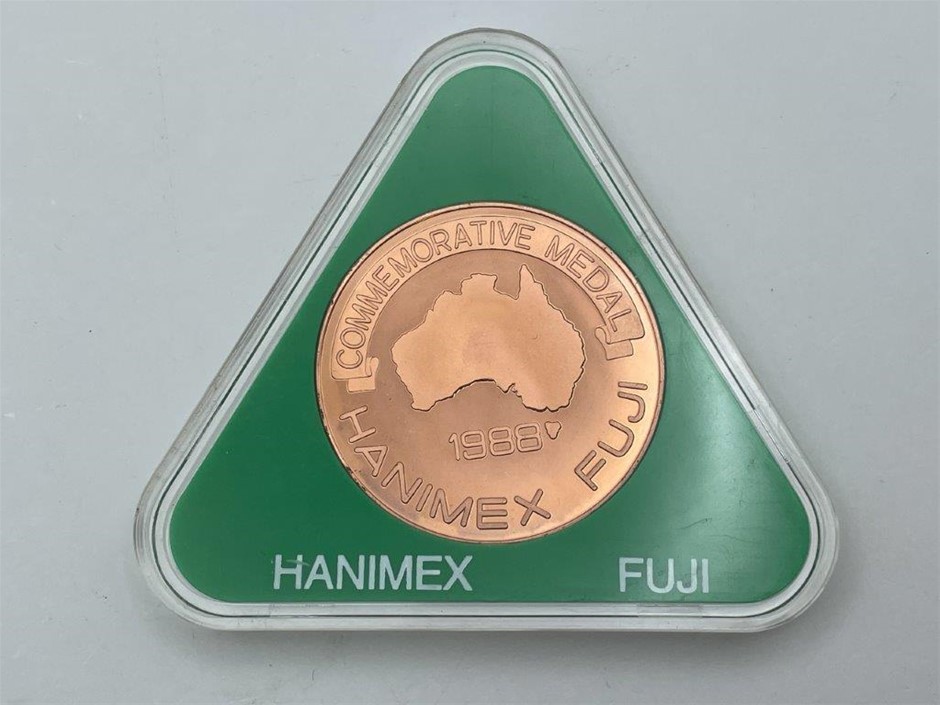 COMMEMORATIVE MEDAL
1988
HANIMEX FUJI
HANIMEX FUJI